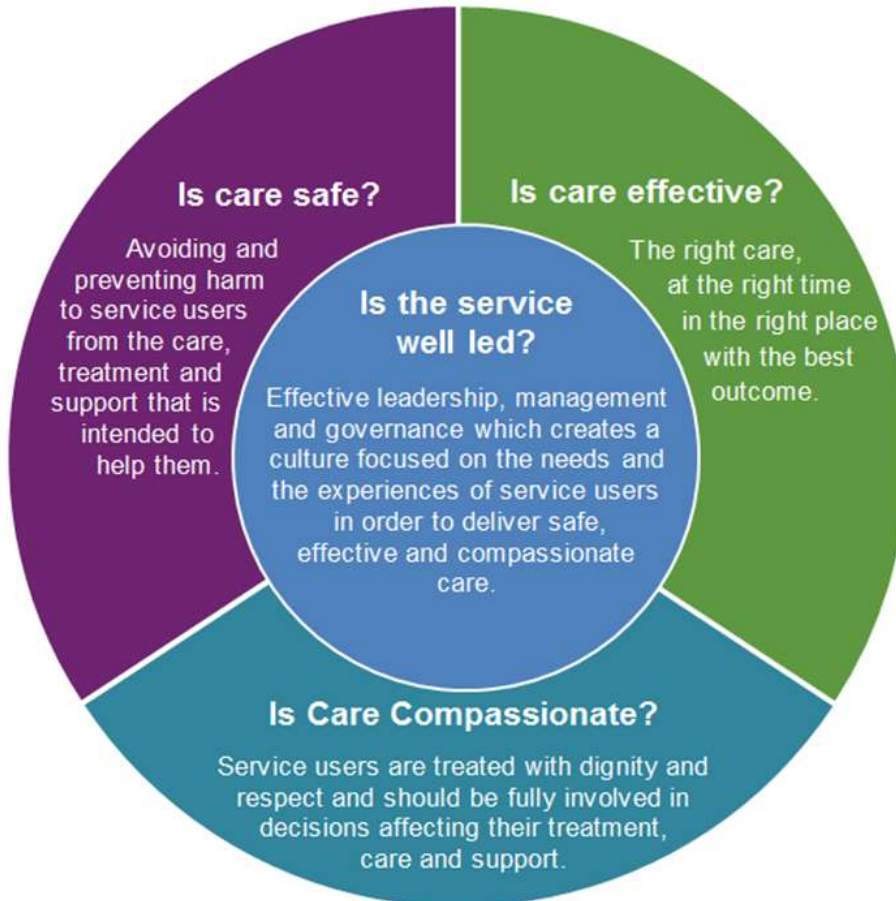 Is care safe?
Avoiding and
preventing harm
to service users
from the care,
treatment and
support that is
intended to
help them.
Is care effective?
The right care,
at the right time
in the right place
with the best
outcome.
Is the service
well led?
Effective leadership, management
and governance which creates a
culture focused on the needs and
the experiences of service users
in order to deliver safe,
effective and compassionate
care.
Is Care Compassionate?
Service users are treated with dignity and
respect and should be fully involved in
decisions affecting their treatment,
care and support.